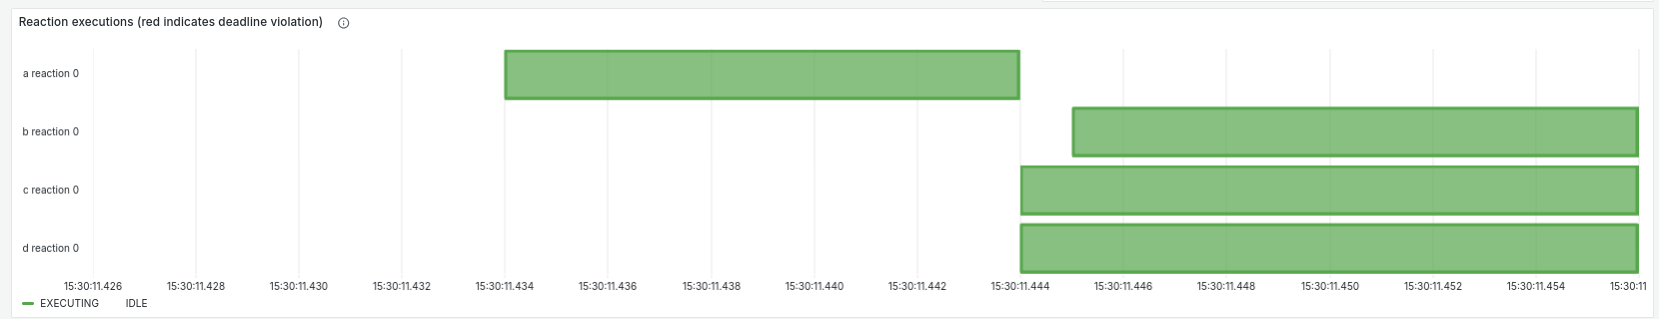 Reaction executions (red indicates deadline violation)
a reaction 0
b reaction 0
c reaction 0
d reaction 0
15:30:11.426 15:30:11.428 15:30:11.430 15:30:11.432 15:30:11.434 15:30:11.436 15:30:11.438 15:30:11.440 15:30:11.442 15:30:11.444 15:30:11.446 15:30:11.448 15:30:11.450 15:30:11.452 15:30:11.454 15:30:11
EXECUTING IDLE